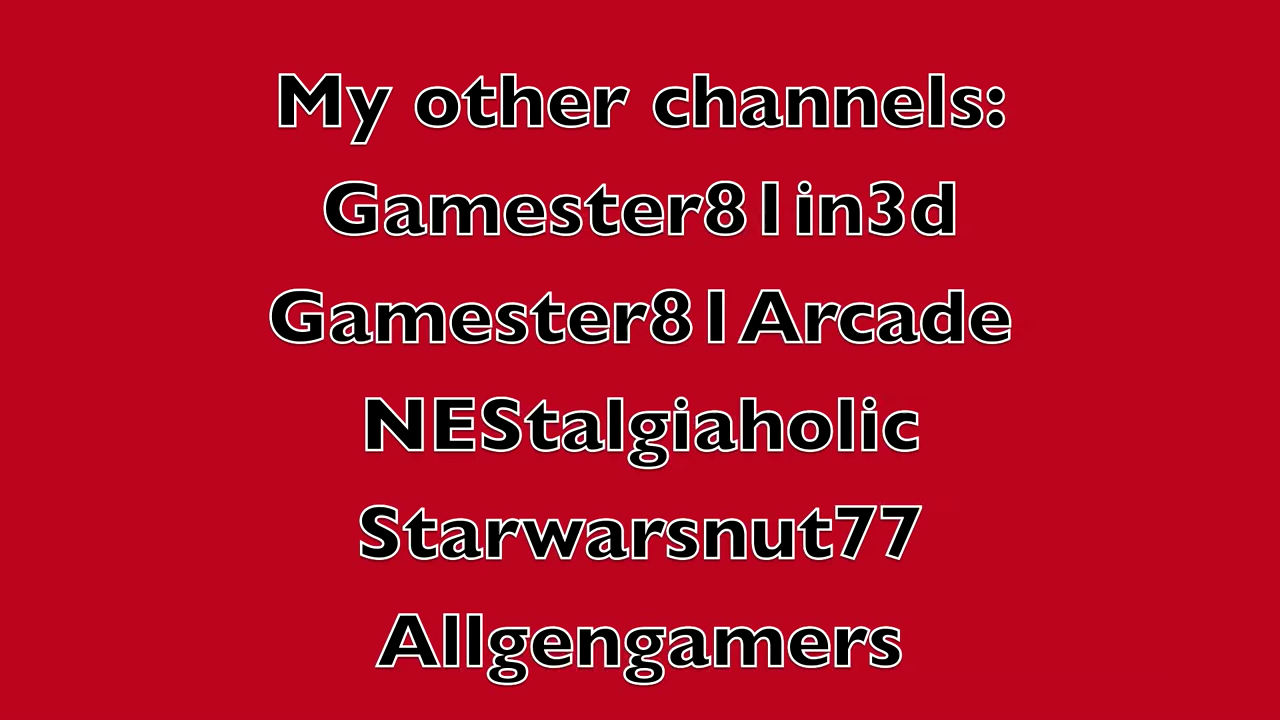 My other channels:
Gamester81in3d
Gamester81Arcade
NEStalgiaholic
Starwarsnut77
Allgengamers